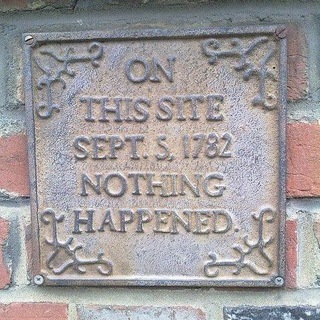 ON
THIS SITE
SEPT. 5, 1782
NOTHING
HAPPENED.